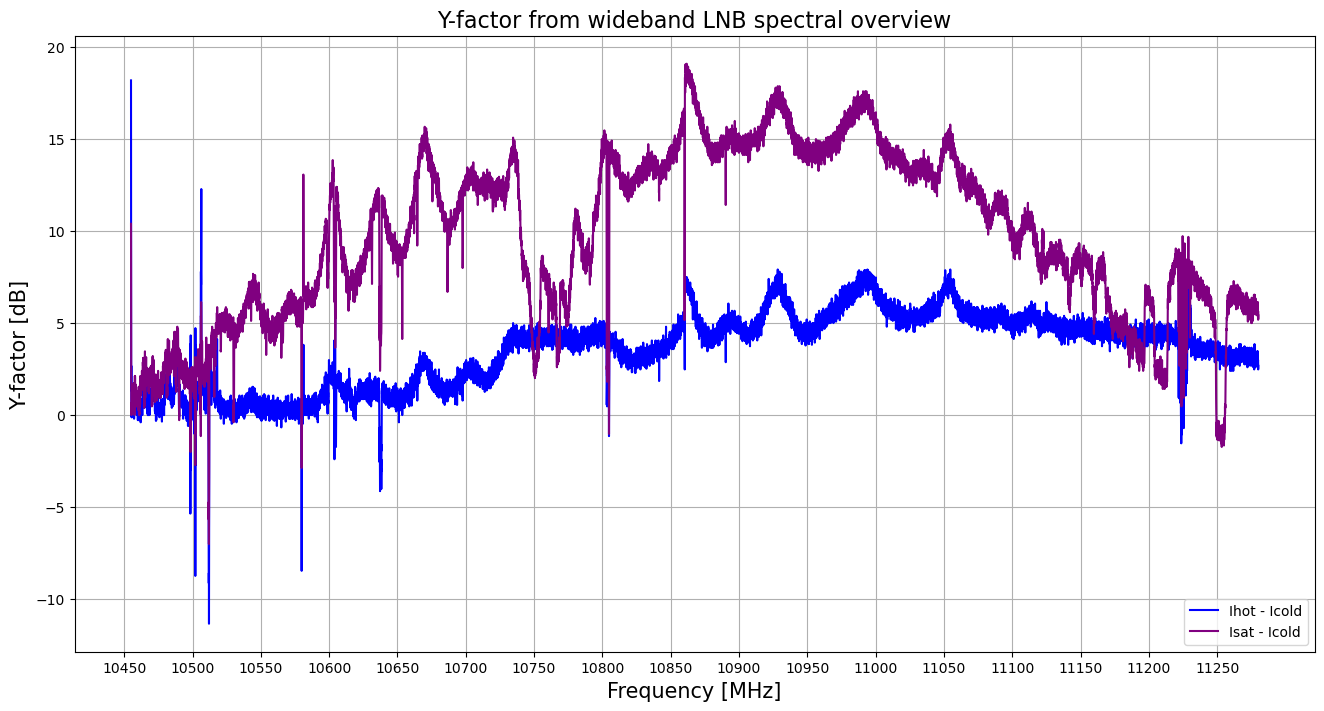 Y-factor from wideband LNB spectral overview
Y-factor [dB]
20
15
10
5
0
−5
−10
10450 10500 10550 10600 10650 10700 10750 10800 10850 10900 10950 11000 11050 11100 11150 11200 11250
Frequency [MHz]
Ihot - Icold
Isat - Icold